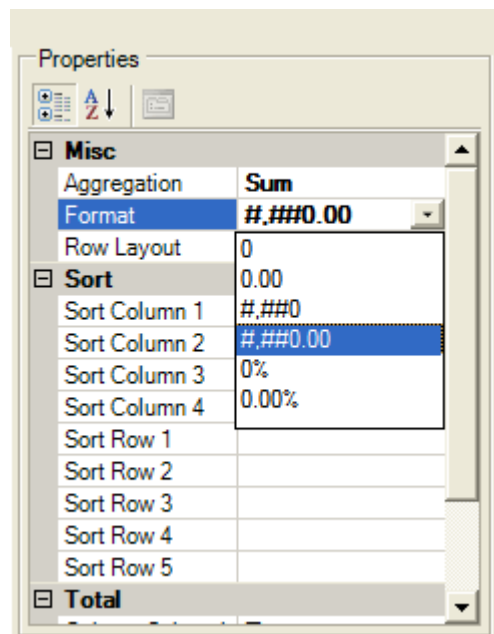 Properties
Misc
Aggregation Sum
Format #,##0.00
Row Layout
0
0.00
#,##0
#,##0.00
0%
0.00%
Sort
Sort Column 1
Sort Column 2
Sort Column 3
Sort Column 4
Sort Row 1
Sort Row 2
Sort Row 3
Sort Row 4
Sort Row 5
Total